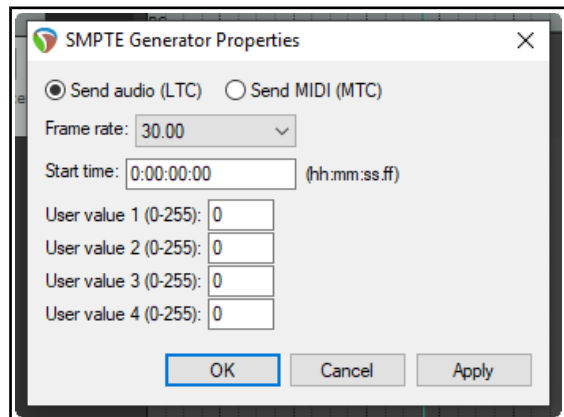 SMPTE Generator Properties
Send audio (LTC) Send MIDI (MTC)
Frame rate: 30.00
Start time: 0:00:00:00 (hh:mm:ss.ff)
User value 1 (0-255): 0
User value 2 (0-255): 0
User value 3 (0-255): 0
User value 4 (0-255): 0
OK Cancel Apply